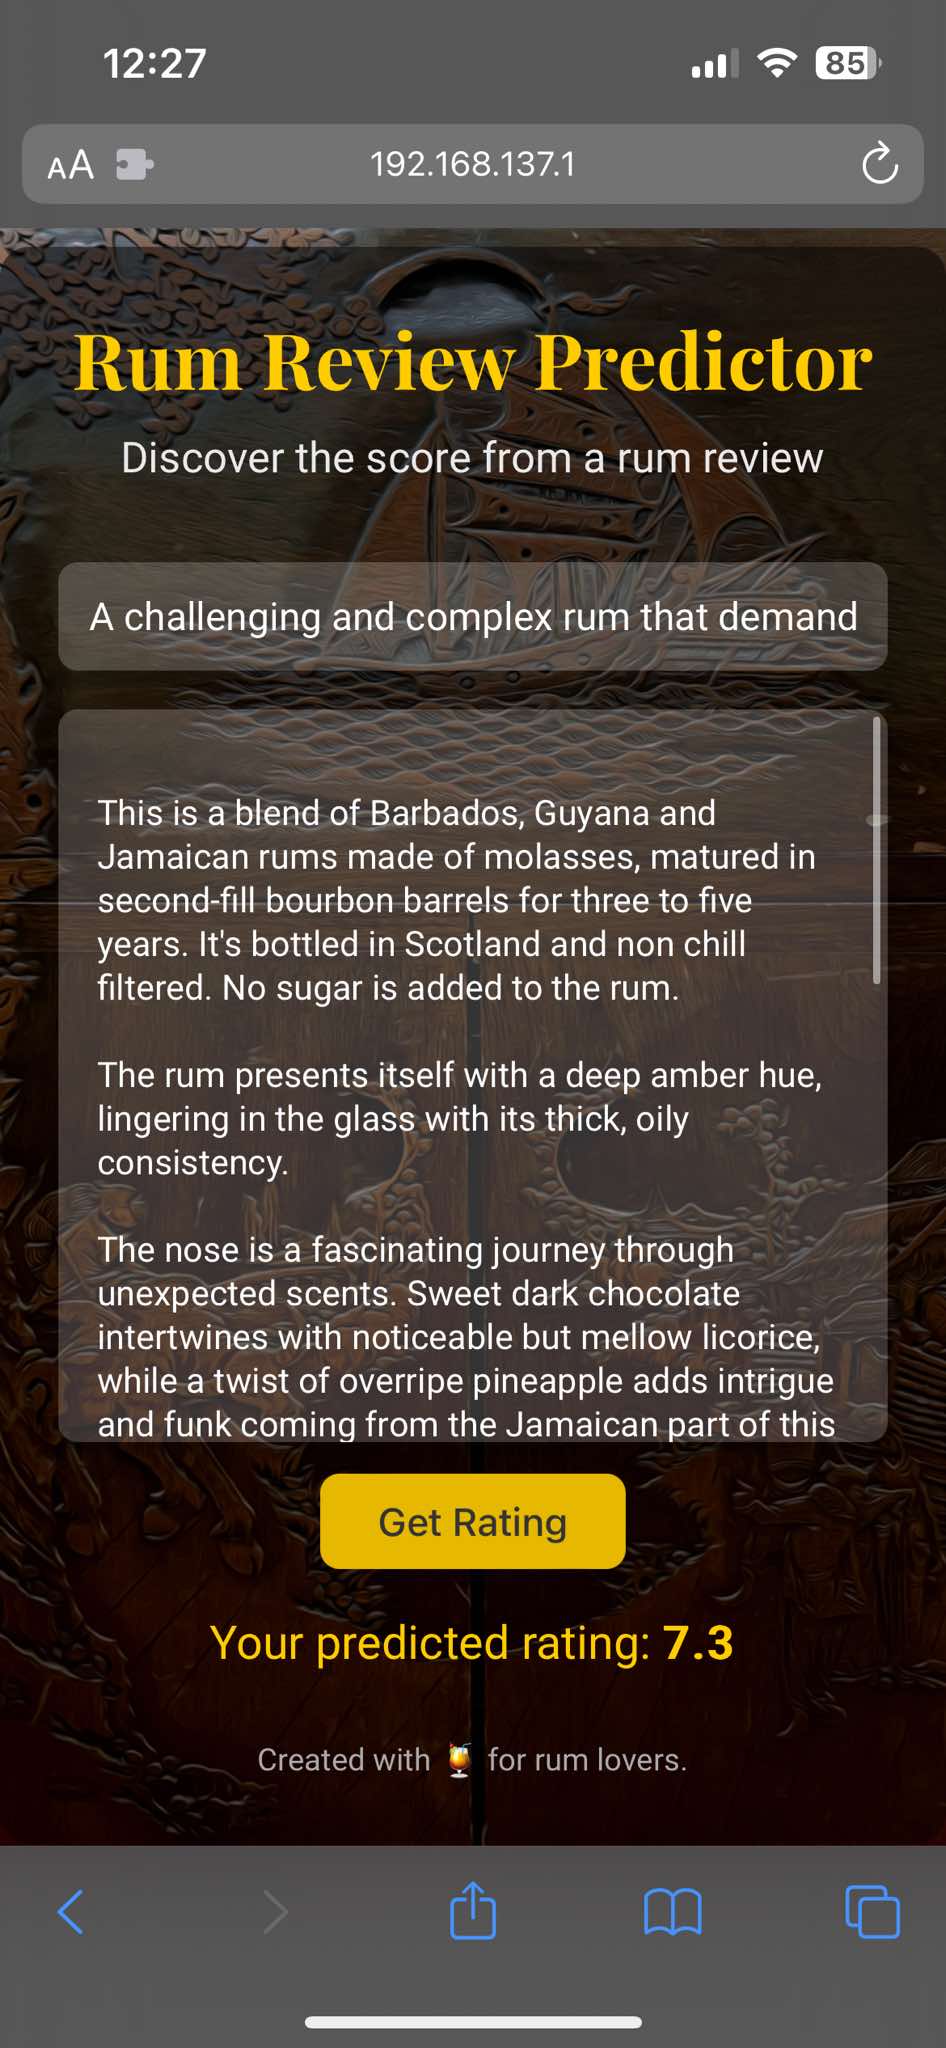 12:27
85
AA
192.168.137.1
Rum Review Predictor
Discover the score from a rum review
A challenging and complex rum that demand
This is a blend of Barbados, Guyana and
Jamaican rums made of molasses, matured in
second-fill bourbon barrels for three to five
years. It's bottled in Scotland and non chill
filtered. No sugar is added to the rum.
The rum presents itself with a deep amber hue,
lingering in the glass with its thick, oily
consistency.
The nose is a fascinating journey through
unexpected scents. Sweet dark chocolate
intertwines with noticeable but mellow licorice,
while a twist of overripe pineapple adds intrigue
and funk coming from the Jamaican part of this
Get Rating
Your predicted rating: 7.3
Created with 🍹 for rum lovers.